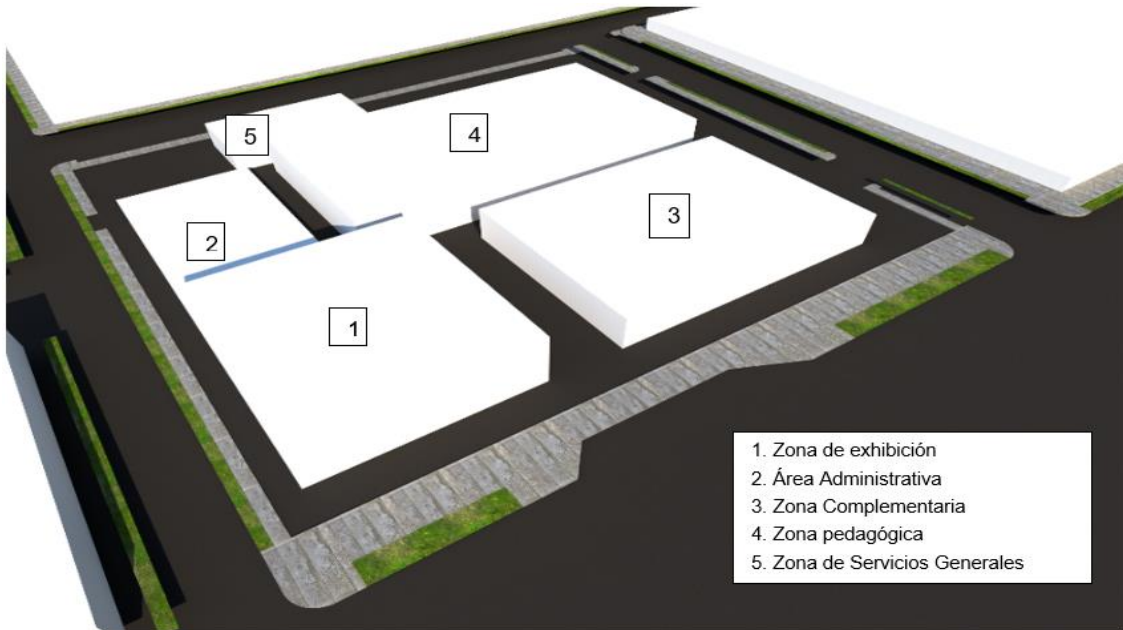 5
4
3
2
1
1. Zona de exhibición
2. Área Administrativa
3. Zona Complementaria
4. Zona pedagógica
5. Zona de Servicios Generales